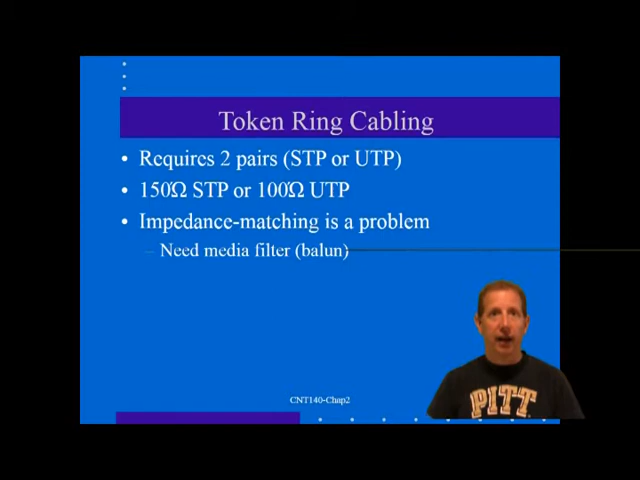 Token Ring Cabling
• Requires 2 pairs (STP or UTP)
• 150Ω STP or 100Ω UTP
• Impedance-matching is a problem
– Need media filter (balun)
PITT
CNT140-Chap2